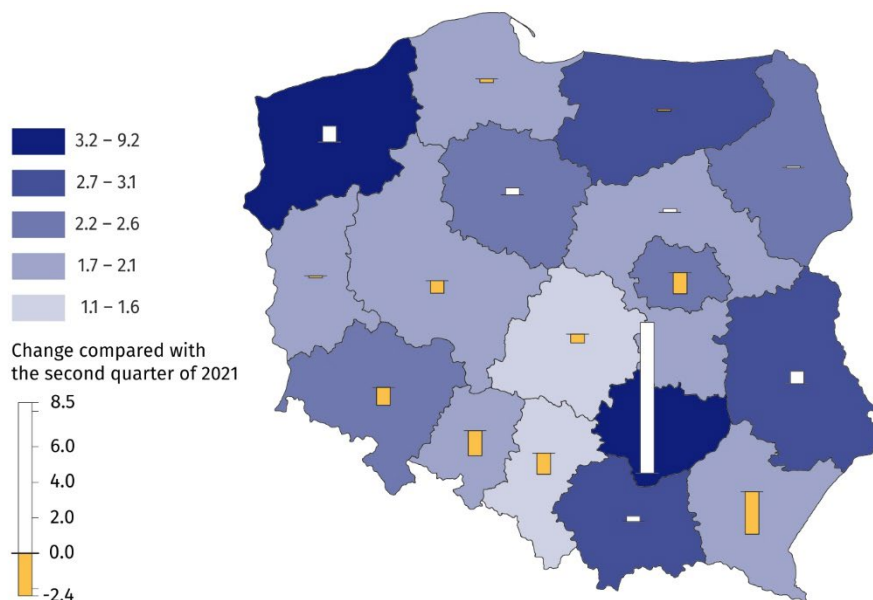 3.2 – 9.2
2.7 – 3.1
2.2 – 2.6
1.7 – 2.1
1.1 – 1.6
Change compared with
the second quarter of 2021
8.5
6.0
4.0
2.0
0.0
-2.4